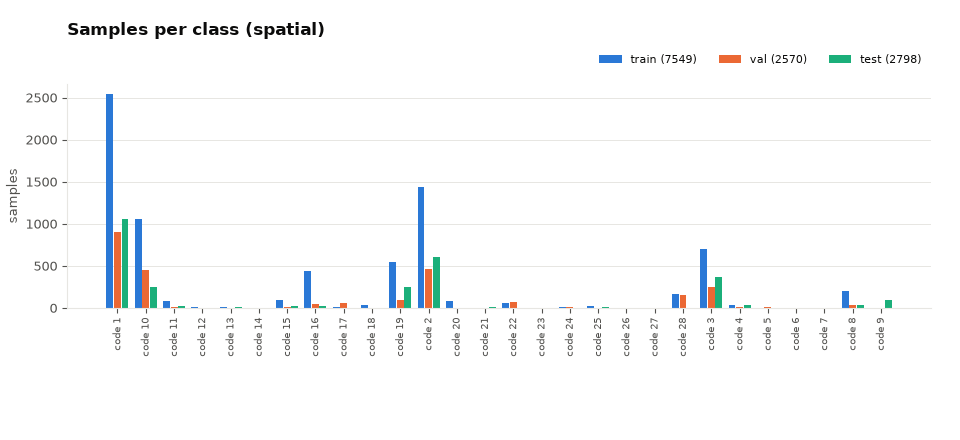 Samples per class (spatial)
train (7549) val (2570) test (2798)
samples
2500
2000
1500
1000
500
0
code 1
code 10
code 11
code 12
code 13
code 14
code 15
code 16
code 17
code 18
code 19
code 2
code 20
code 21
code 22
code 23
code 24
code 25
code 26
code 27
code 28
code 3
code 4
code 5
code 6
code 7
code 8
code 9